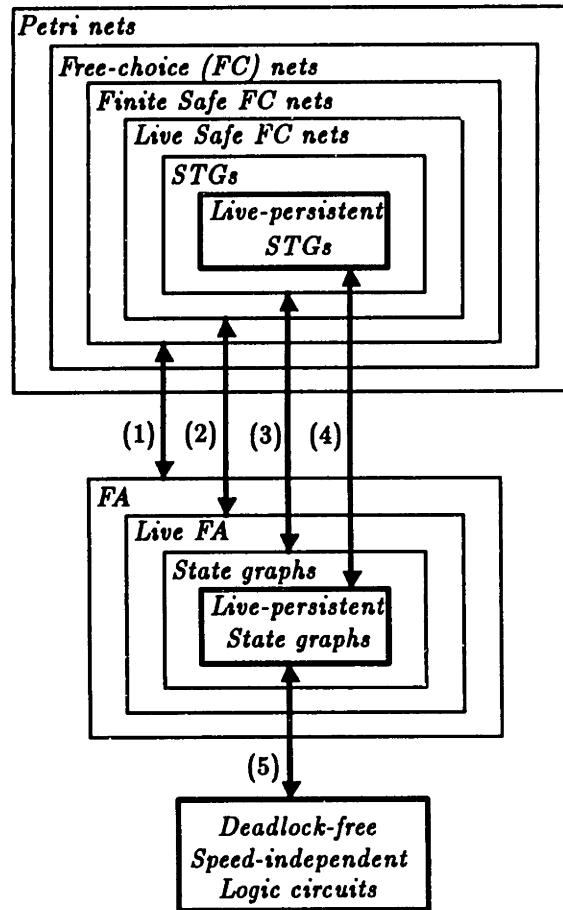 Petri nets
Free-choice (FC) nets
Finite Safe FC nets
Live Safe FC nets
STGs
Live-persistent
STGs
(1) (2) (3) (4)
FA
Live FA
State graphs
Live-persistent
State graphs
(5)
Deadlock-free
Speed-independent
Logic circuits